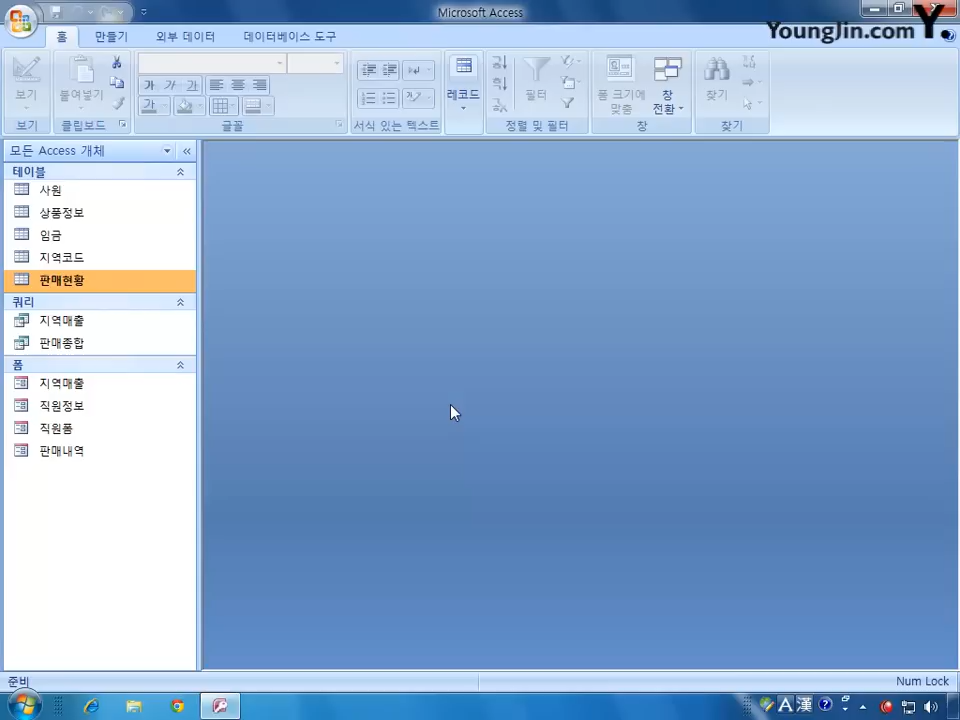 Microsoft Access
YoungJin.com Y.
홈 만들기 외부 데이터 데이터베이스 도구
보기 붙여넣기 가 가 가 레코드 필터 폼 크기에 맞춤 창 전환 찾기
보기 클립보드 글꼴 서식 있는 텍스트 정렬 및 필터 창 찾기
모든 Access 개체
테이블
사원
상품정보
임금
지역코드
판매현황
쿼리
지역매출
판매종합
폼
지역매출
직원정보
직원폼
판매내역
준비
Num Lock
A 漢